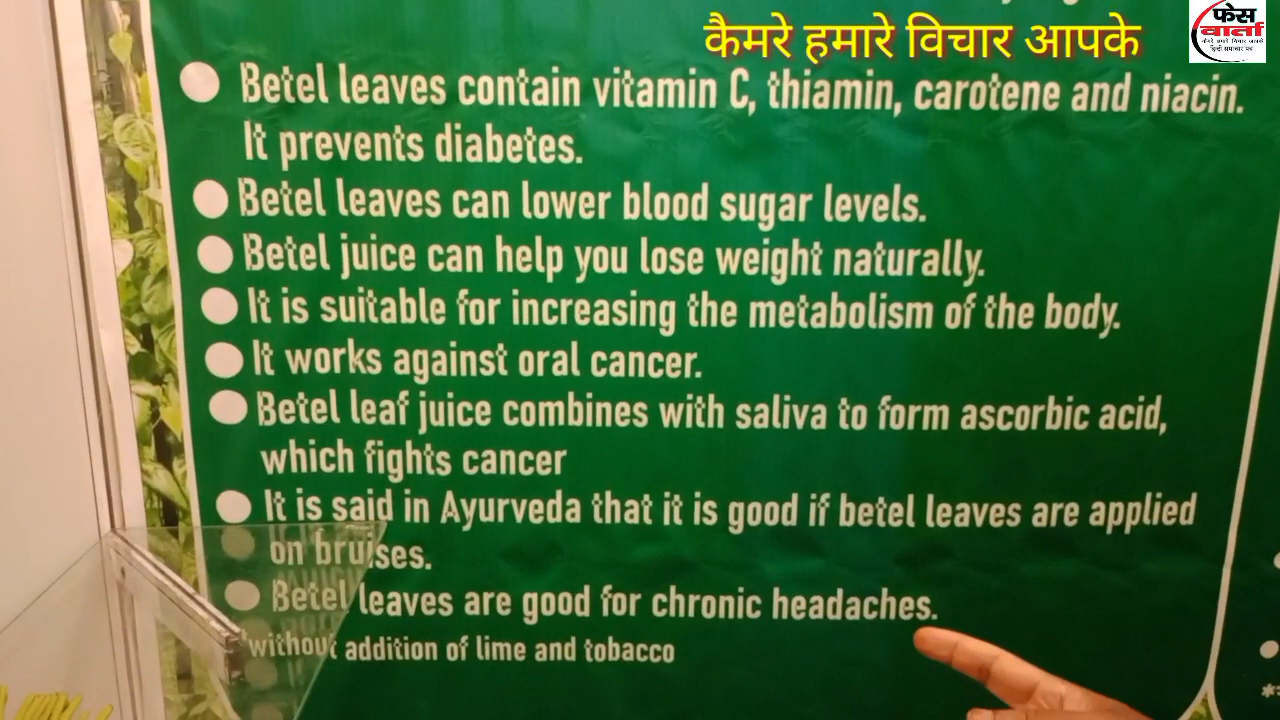 कैमरे हमारे विचार आपके
फेस
वार्ता
Betel leaves contain vitamin C, thiamin, carotene and niacin.
It prevents diabetes.
Betel leaves can lower blood sugar levels.
Betel juice can help you lose weight naturally.
It is suitable for increasing the metabolism of the body.
It works against oral cancer.
Betel leaf juice combines with saliva to form ascorbic acid,
which fights cancer
It is said in Ayurveda that it is good if betel leaves are applied
on bruises.
Betel leaves are good for chronic headaches.
*without addition of lime and tobacco